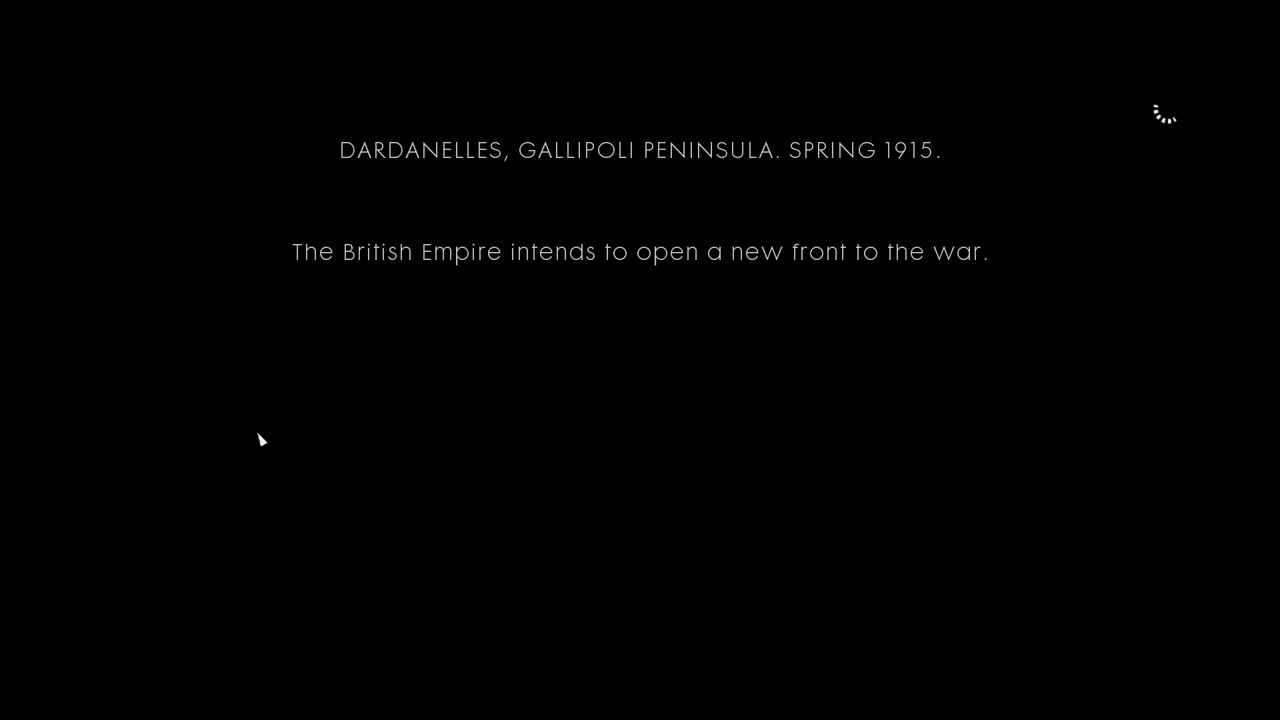 DARDANELLES, GALLIPOLI PENINSULA. SPRING 1915.
The British Empire intends to open a new front to the war.